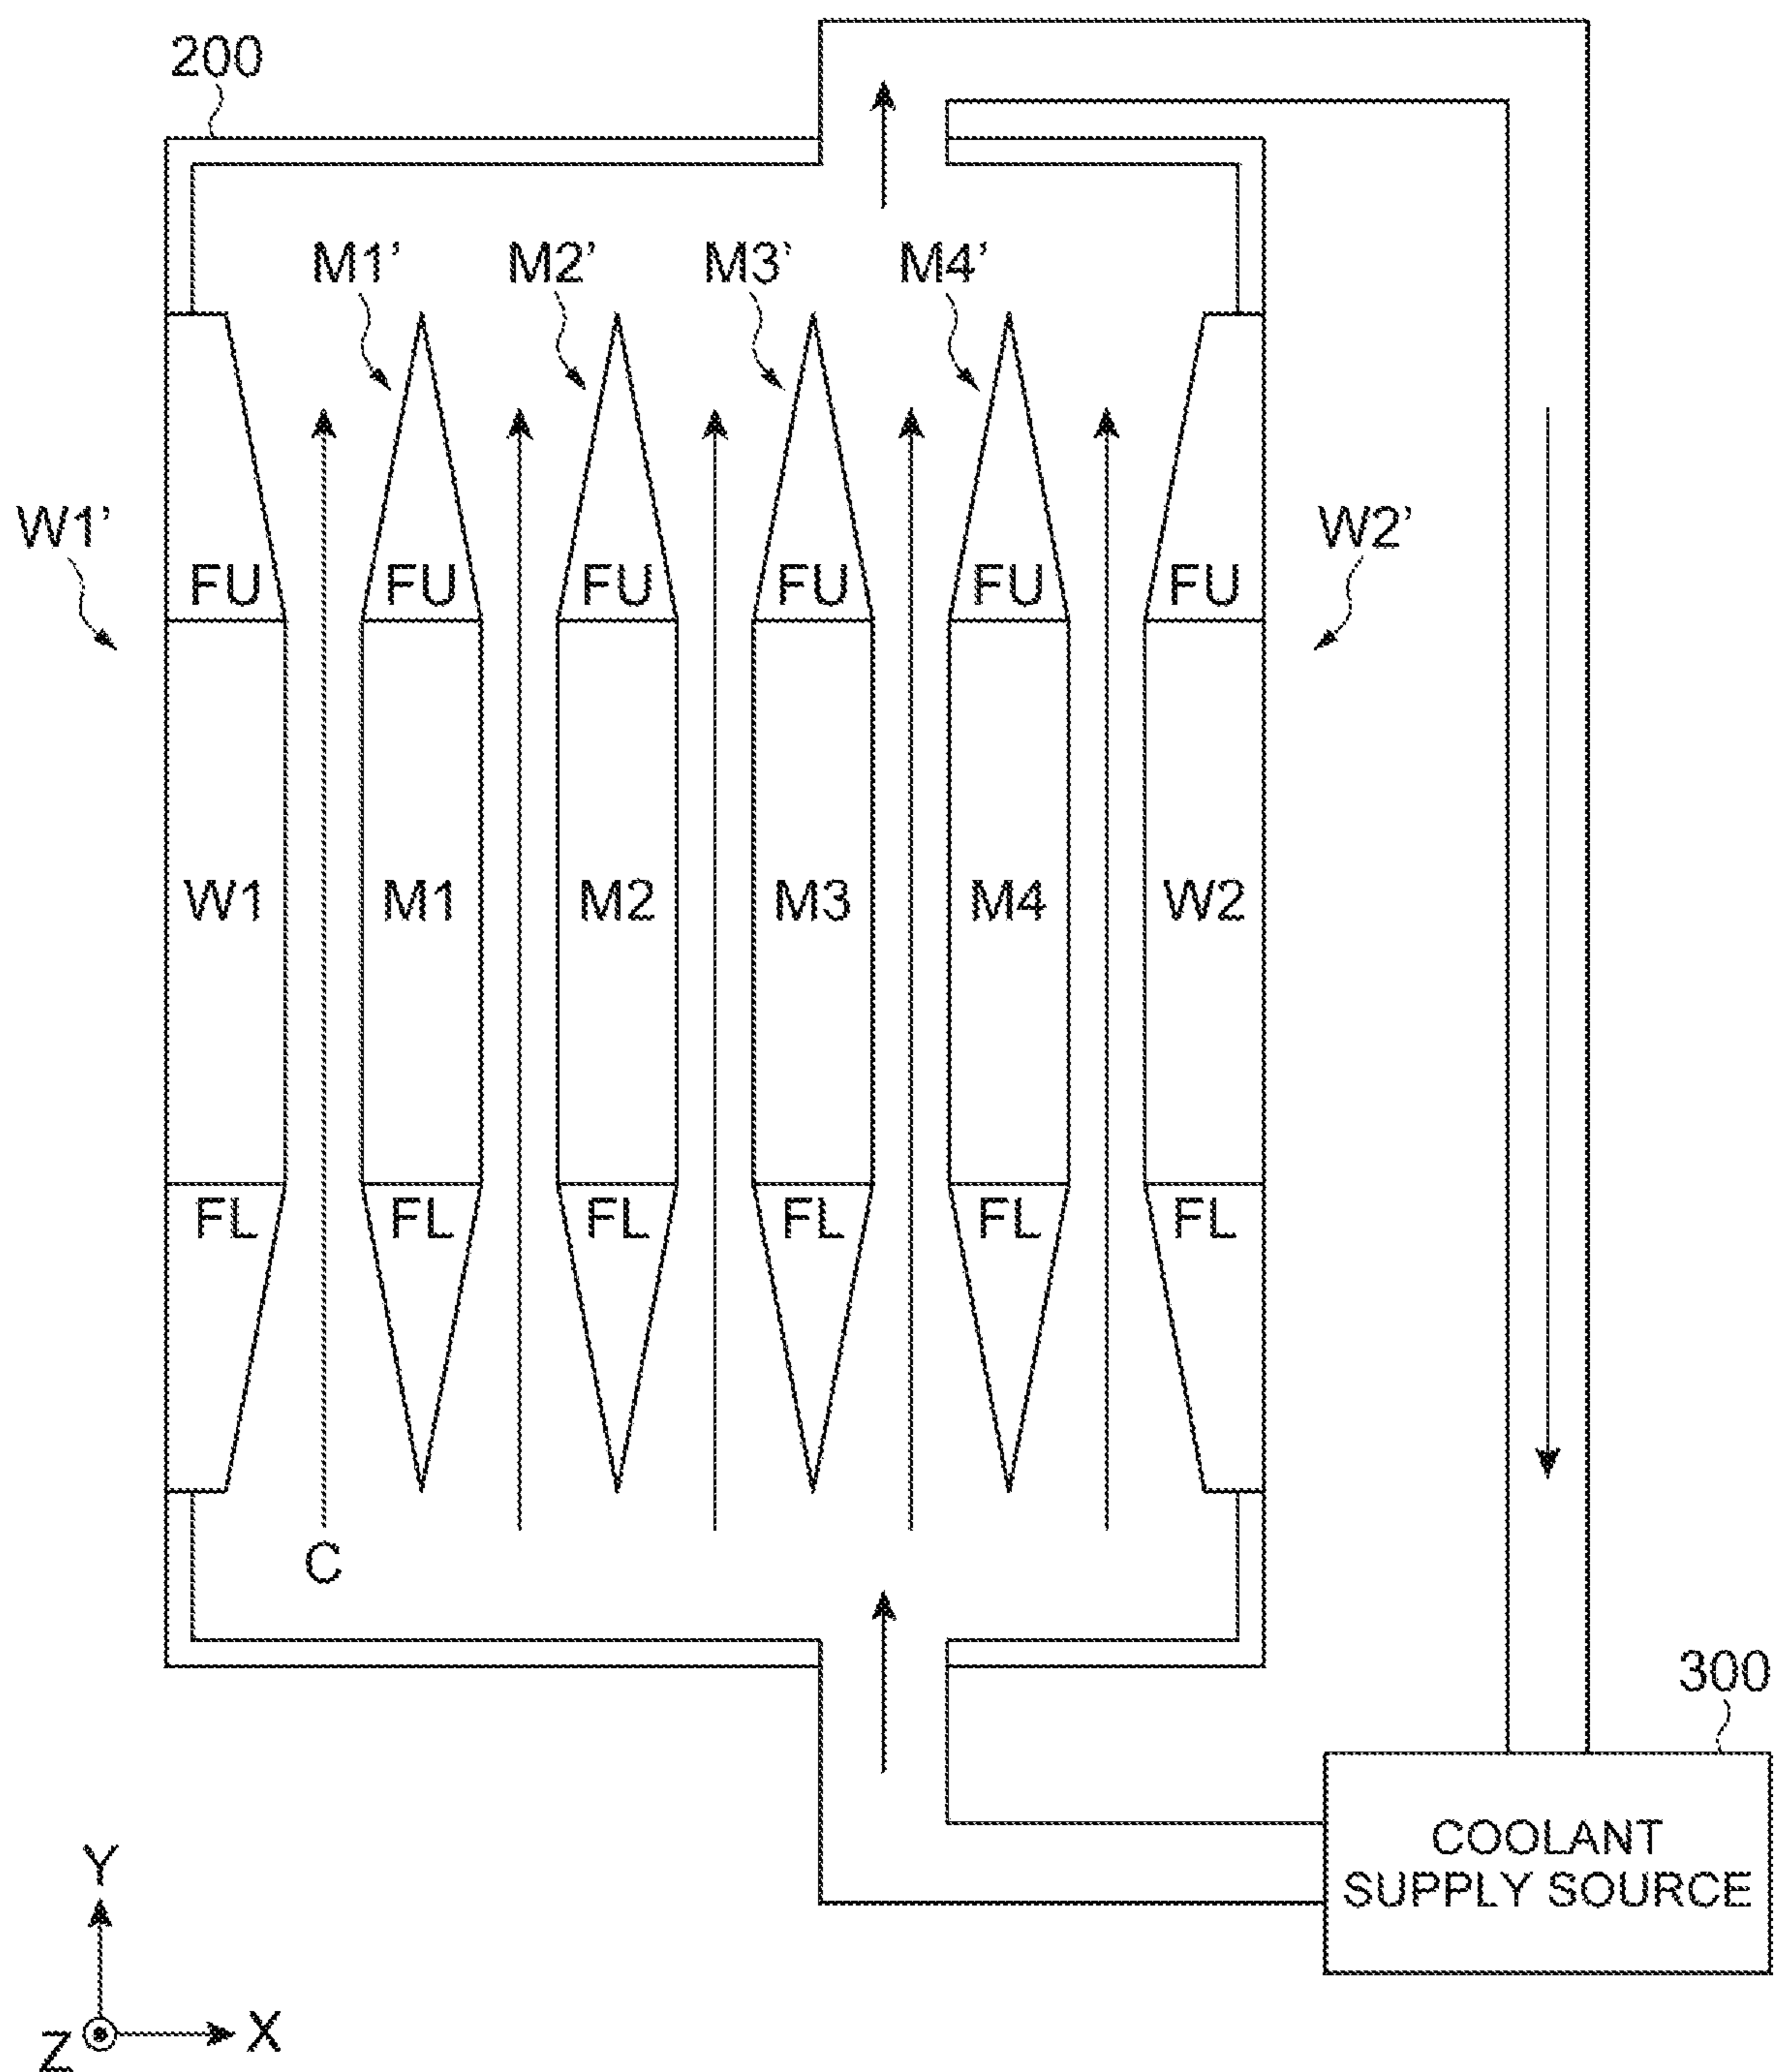 200
M1’ M2’ M3‘ M4’
W1’ W2’
FU FU FU FU FU FU
W1 M1 M2 M3 M4 W2
FL FL FL FL FL FL
C
300
COOLANT
SUPPLY SOURCE
Y
Z X